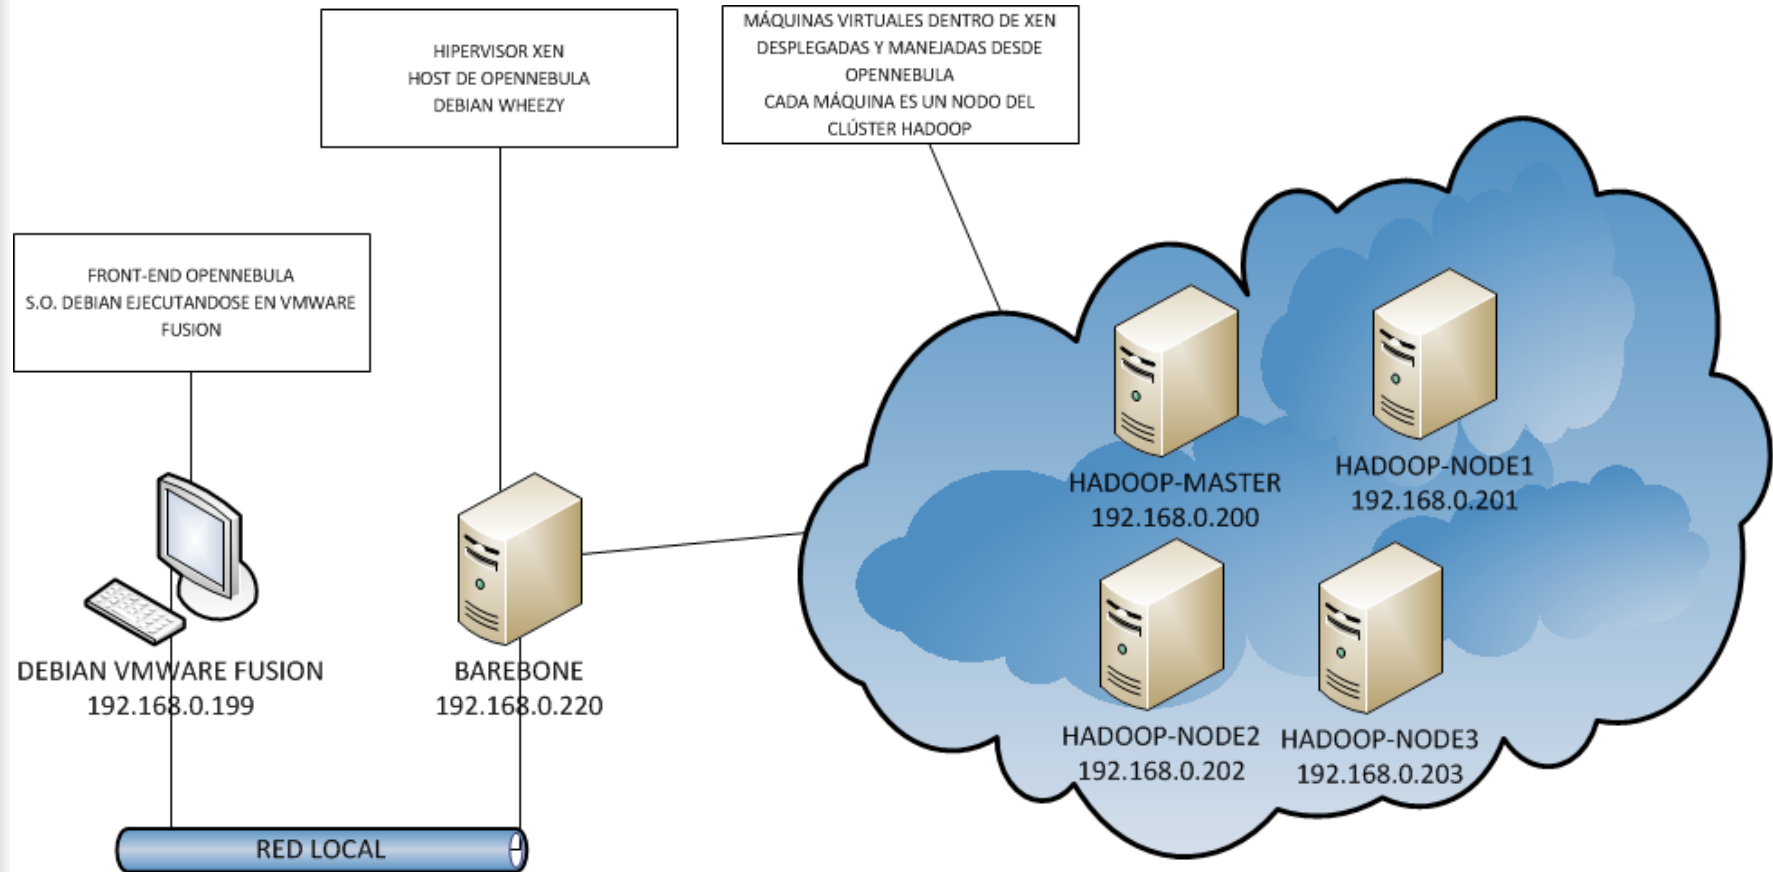 MÁQUINAS VIRTUALES DENTRO DE XEN
DESPLEGADAS Y MANEJADAS DESDE
OPENNEBULA
CADA MÁQUINA ES UN NODO DEL
CLÚSTER HADOOP
HIPERVISOR XEN
HOST DE OPENNEBULA
DEBIAN WHEEZY
FRONT-END OPENNEBULA
S.O. DEBIAN EJECUTANDOSE EN VMWARE
FUSION
HADOOP-MASTER
192.168.0.200
HADOOP-NODE1
192.168.0.201
DEBIAN VMWARE FUSION
192.168.0.199
BAREBONE
192.168.0.220
HADOOP-NODE2
192.168.0.202
HADOOP-NODE3
192.168.0.203
RED LOCAL